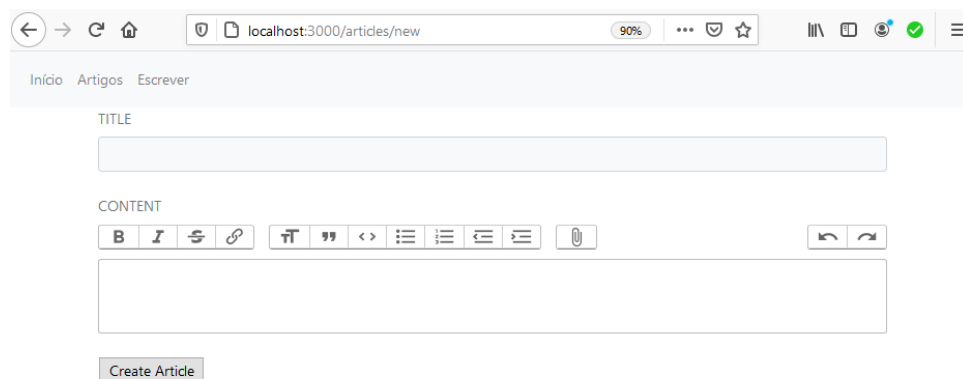 localhost:3000/articles/new 90%
Início Artigos Escrever
TITLE
CONTENT
B I S T T
Create Article